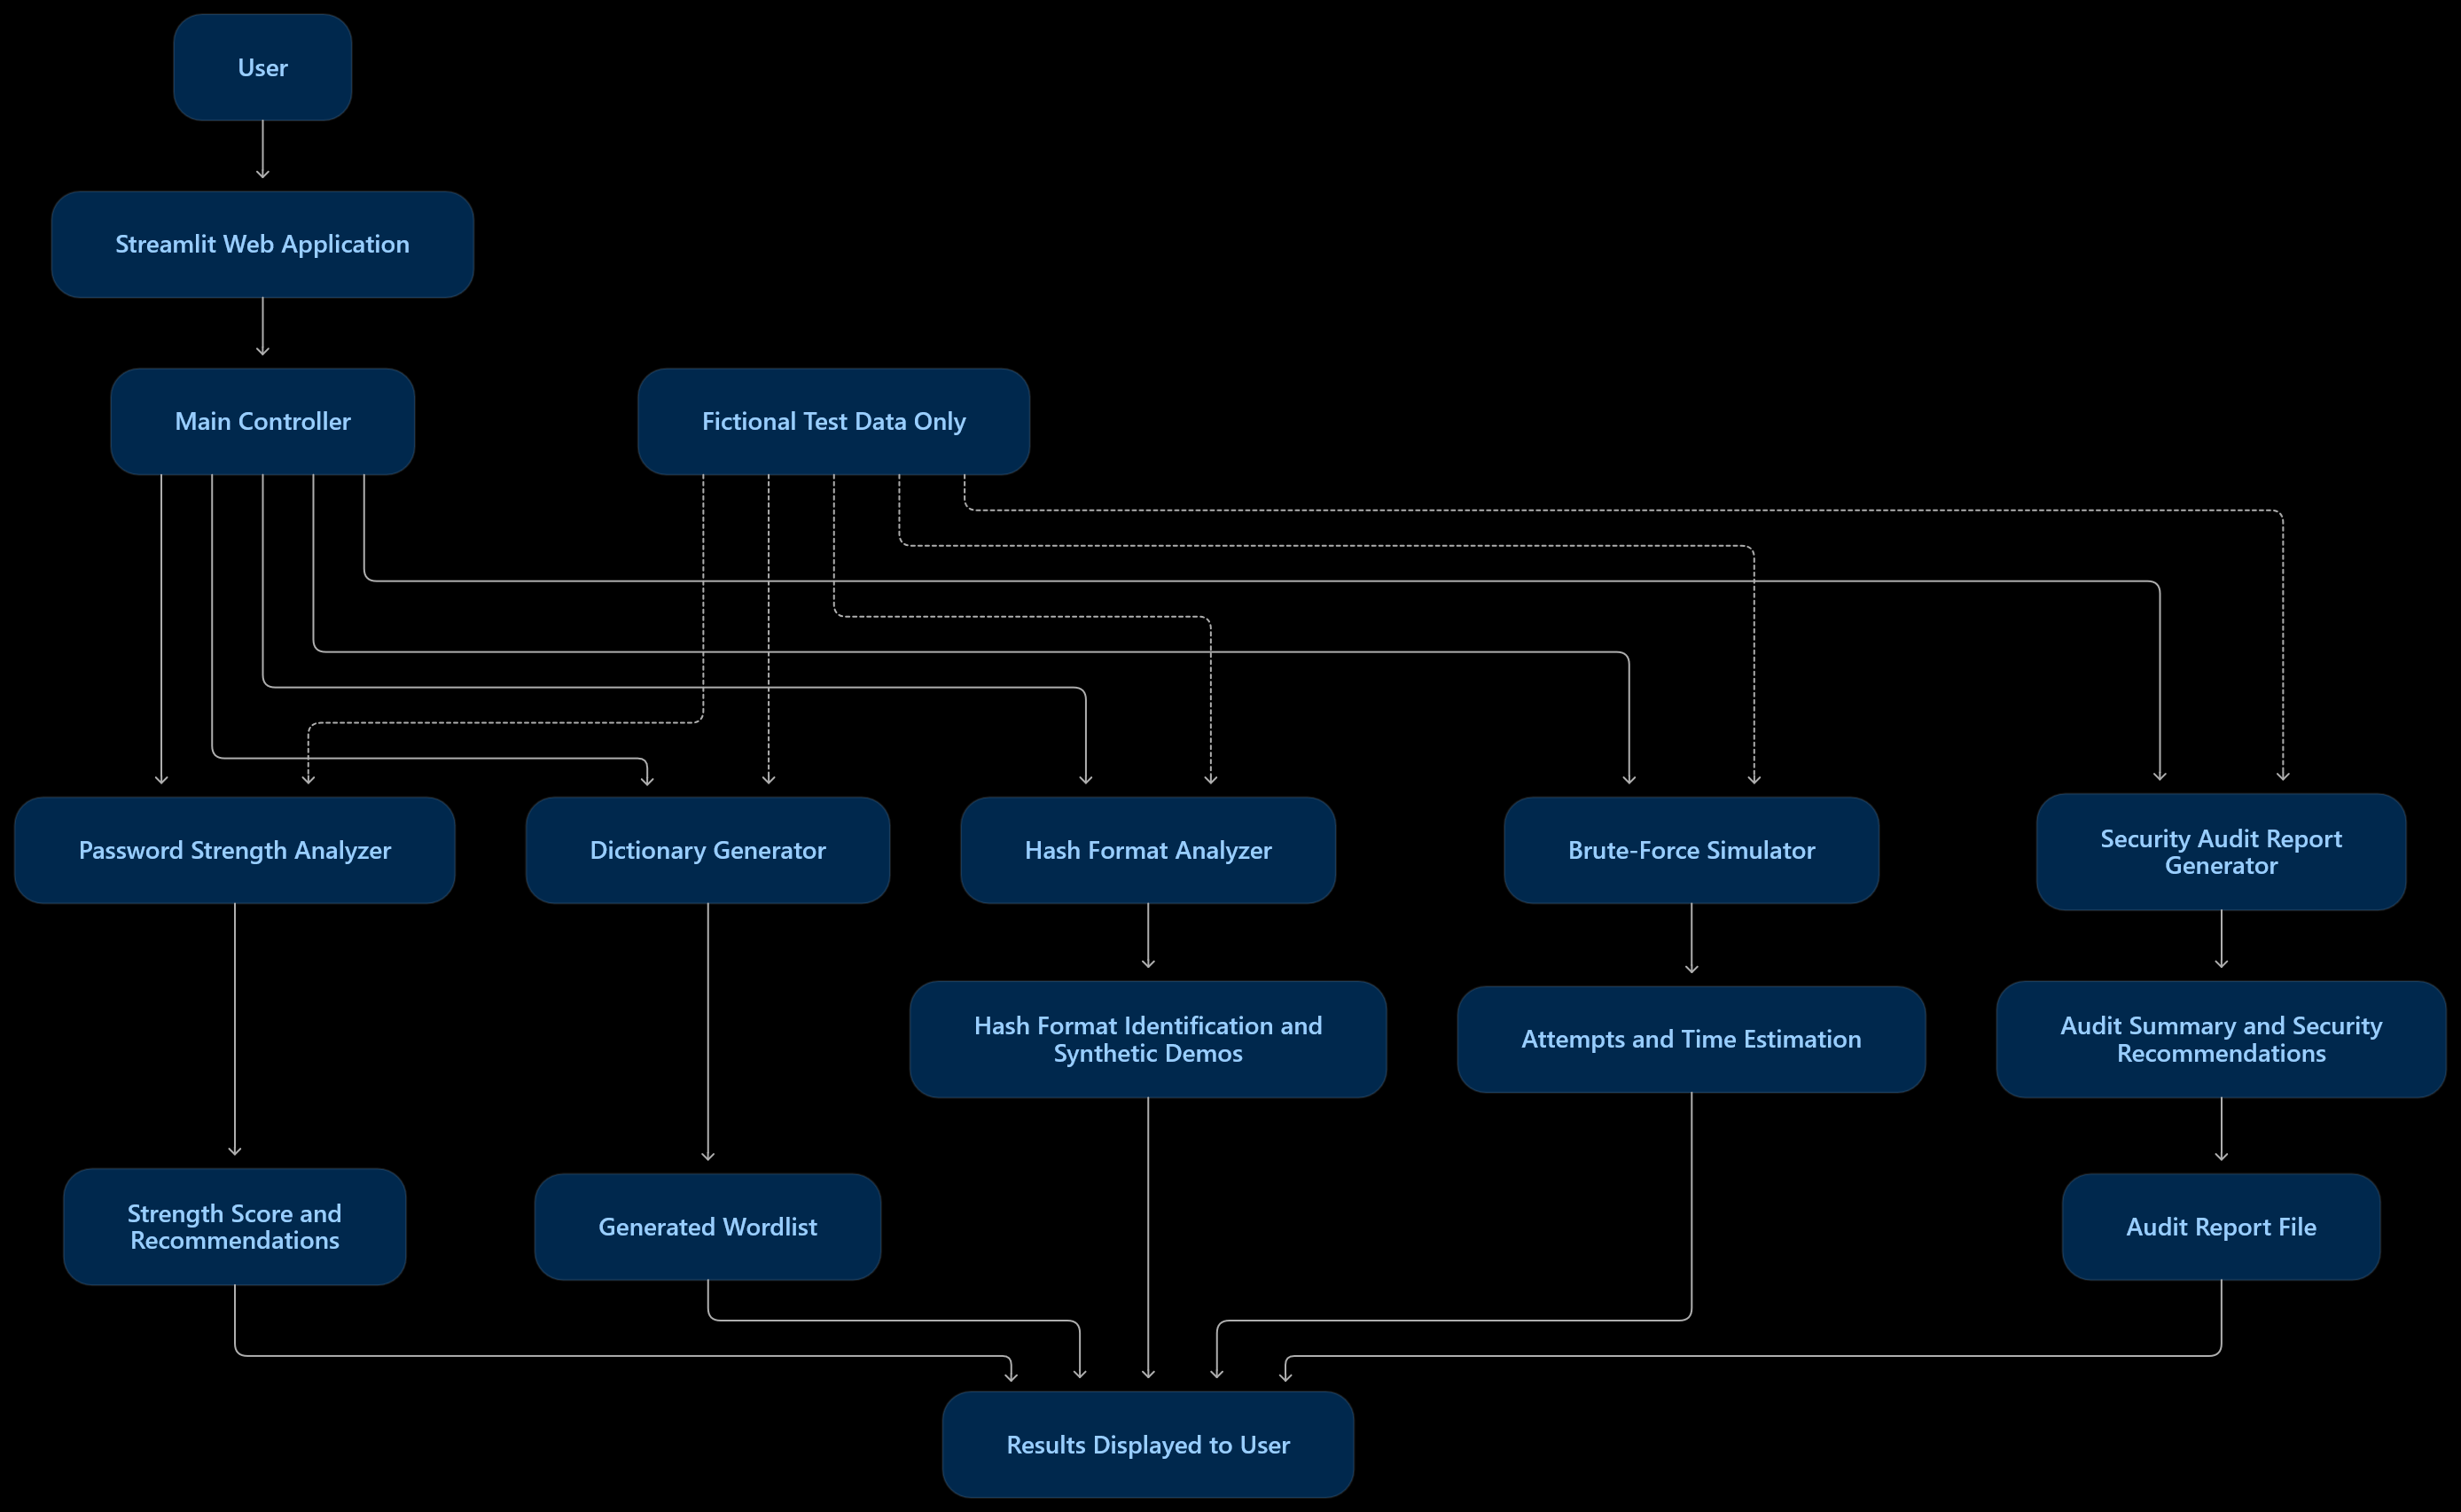 User
Streamlit Web Application
Main Controller
Fictional Test Data Only
Password Strength Analyzer
Dictionary Generator
Hash Format Analyzer
Brute-Force Simulator
Security Audit Report
Generator
Hash Format Identification and
Synthetic Demos
Attempts and Time Estimation
Audit Summary and Security
Recommendations
Strength Score and
Recommendations
Generated Wordlist
Audit Report File
Results Displayed to User